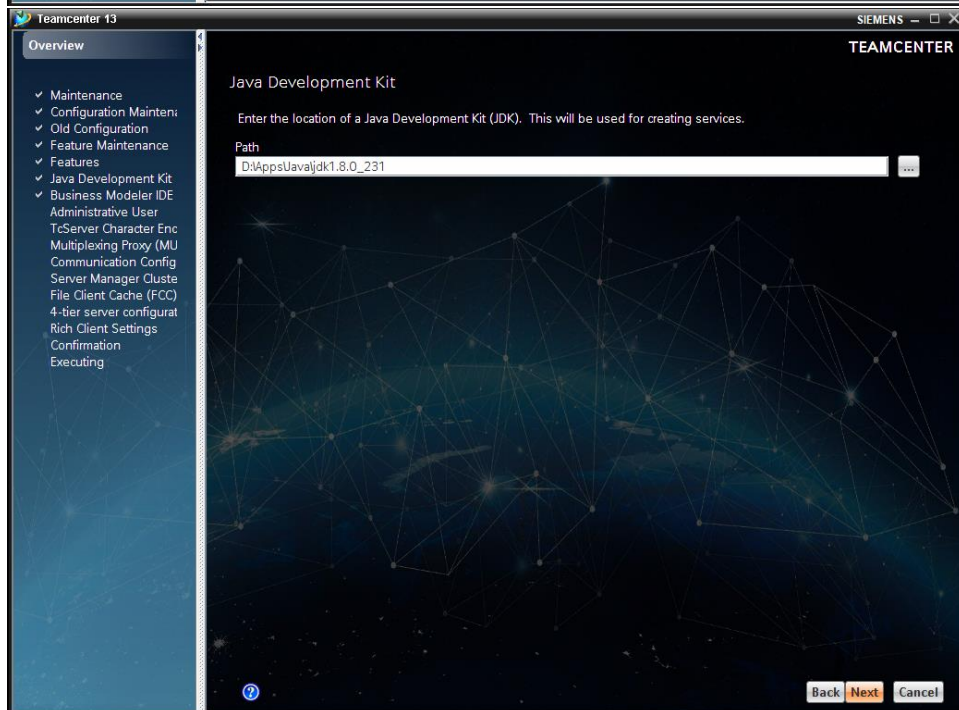 Teamcenter 13
SIEMENS
Overview
TEAMCENTER
Maintenance
Configuration Maintena
Old Configuration
Feature Maintenance
Features
Java Development Kit
Business Modeler IDE
Administrative User
TcServer Character Enc
Multiplexing Proxy (MU
Communication Config
Server Manager Cluste
File Client Cache (FCC)
4-tier server configurat
Rich Client Settings
Confirmation
Executing
Java Development Kit
Enter the location of a Java Development Kit (JDK). This will be used for creating services.
Path
D:\Apps\Java\jdk1.8.0_231
...
?
Back Next Cancel